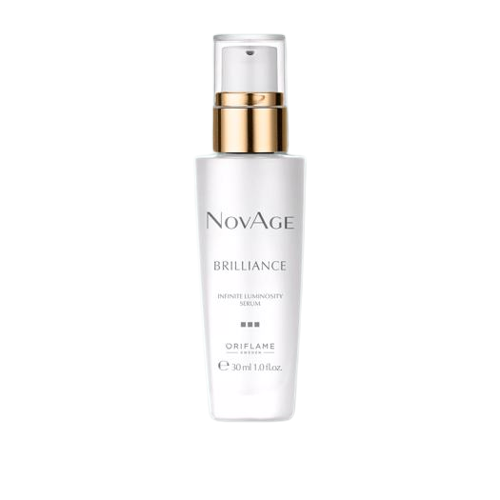 NOVAGE
BRILLIANCE
INFINITE LUMINOSITY
SERUM
ORIFLAME
SWEDEN
℮ 30 ml 1.0 fl.oz.